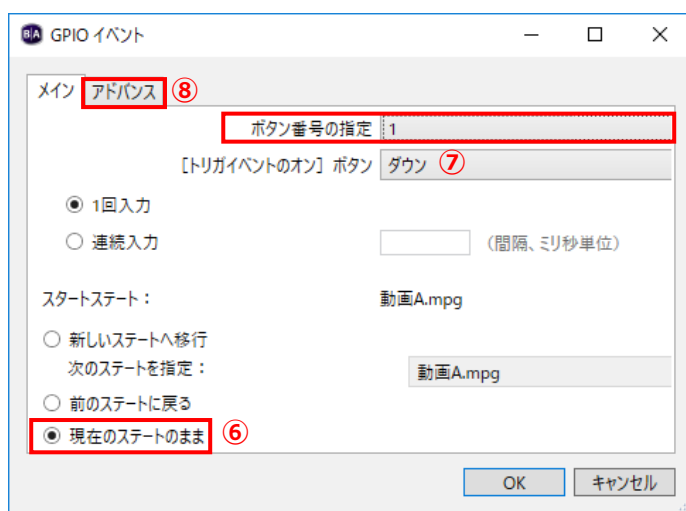 BA GPIO イベント
メイン アドバンス ⑧
ボタン番号の指定 1
[トリガイベントのオン] ボタン ダウン ⑦
1回入力
連続入力 (間隔、ミリ秒単位)
スタートステート： 動画A.mpg
新しいステートへ移行
次のステートを指定： 動画A.mpg
前のステートに戻る
現在のステートのまま ⑥
OK キャンセル